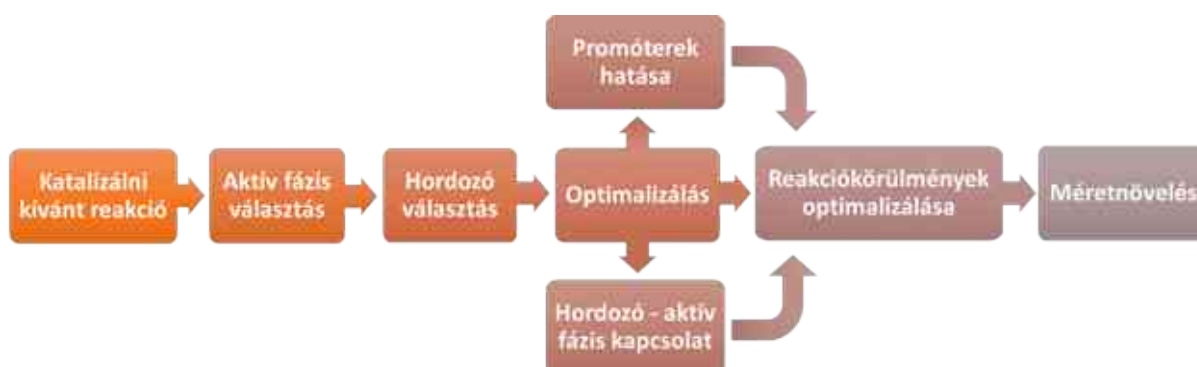 Promóterek
hatása
Katalizálni
kívánt reakció
Aktív fázis
választás
Hordozó
választás
Optimalizálás
Reakciókörülmények
optimalizálása
Méretnövelés
Hordozó - aktív
fázis kapcsolat